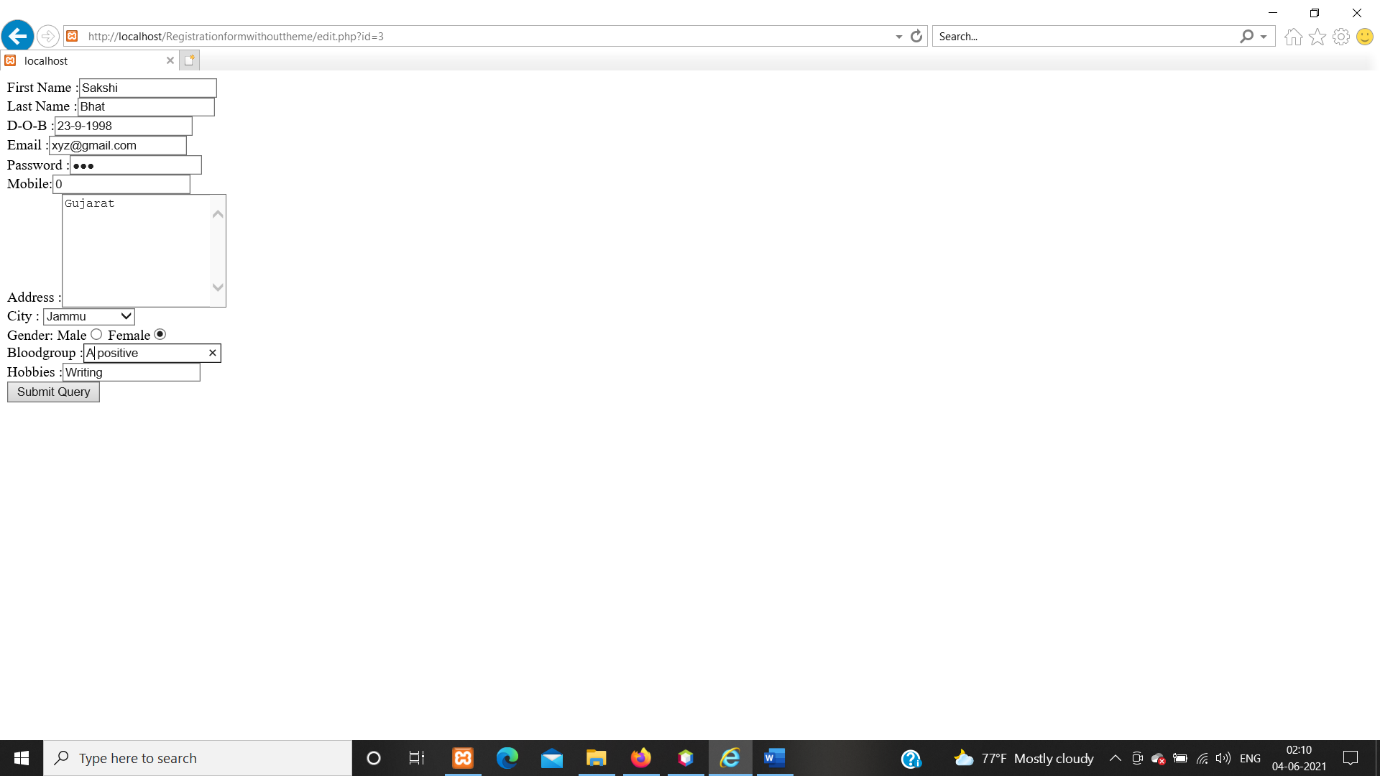 http://localhost/Registrationformwithouttheme/edit.php?id=3
Search...
localhost
First Name :Sakshi
Last Name :Bhat
D-O-B :23-9-1998
Email :xyz@gmail.com
Password :●●●
Mobile:0
Gujarat
Address :
City : Jammu
Gender: Male Female
Bloodgroup :A positive
Hobbies :Writing
Submit Query
Type here to search
77°F Mostly cloudy
ENG
02:10
04-06-2021